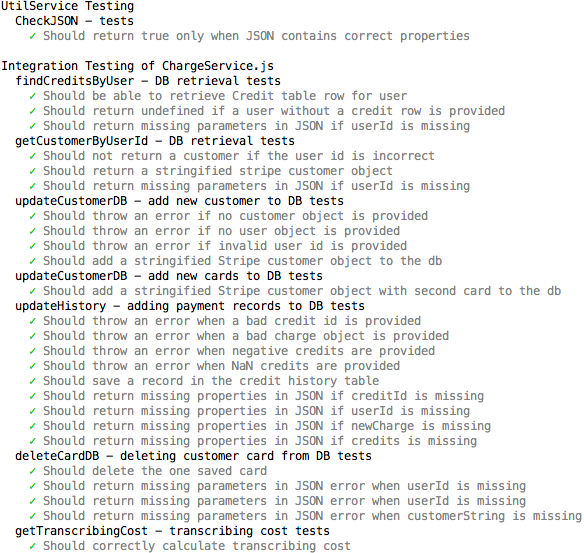 UtilService Testing
CheckJSON – tests
✓ Should return true only when JSON contains correct properties
Integration Testing of ChargeService.js
findCreditsByUser – DB retrieval tests
✓ Should be able to retrieve Credit table row for user
✓ Should return undefined if a user without a credit row is provided
✓ Should return missing parameters in JSON if userId is missing
getCustomerByUserId – DB retrieval tests
✓ Should not return a customer if the user id is incorrect
✓ Should return a stringified stripe customer object
✓ Should return missing parameters in JSON if userId is missing
updateCustomerDB – add new customer to DB tests
✓ Should throw an error if no customer object is provided
✓ Should throw an error if no user object is provided
✓ Should throw an error if invalid user id is provided
✓ Should add a stringified Stripe customer object to the db
updateCustomerDB – add new cards to DB tests
✓ Should add a stringified Stripe customer object with second card to the db
updateHistory – adding payment records to DB tests
✓ Should throw an error when a bad credit id is provided
✓ Should throw an error when a bad charge object is provided
✓ Should throw an error when negative credits are provided
✓ Should throw an error when NaN credits are provided
✓ Should save a record in the credit history table
✓ Should return missing properties in JSON if creditId is missing
✓ Should return missing properties in JSON if userId is missing
✓ Should return missing properties in JSON if newCharge is missing
✓ Should return missing properties in JSON if credits is missing
deleteCardDB – deleting customer card from DB tests
✓ Should delete the one saved card
✓ Should return missing parameters in JSON error when userId is missing
✓ Should return missing parameters in JSON error when userId is missing
✓ Should return missing parameters in JSON error when customerString is missing
getTranscribingCost – transcribing cost tests
✓ Should correctly calculate transcribing cost